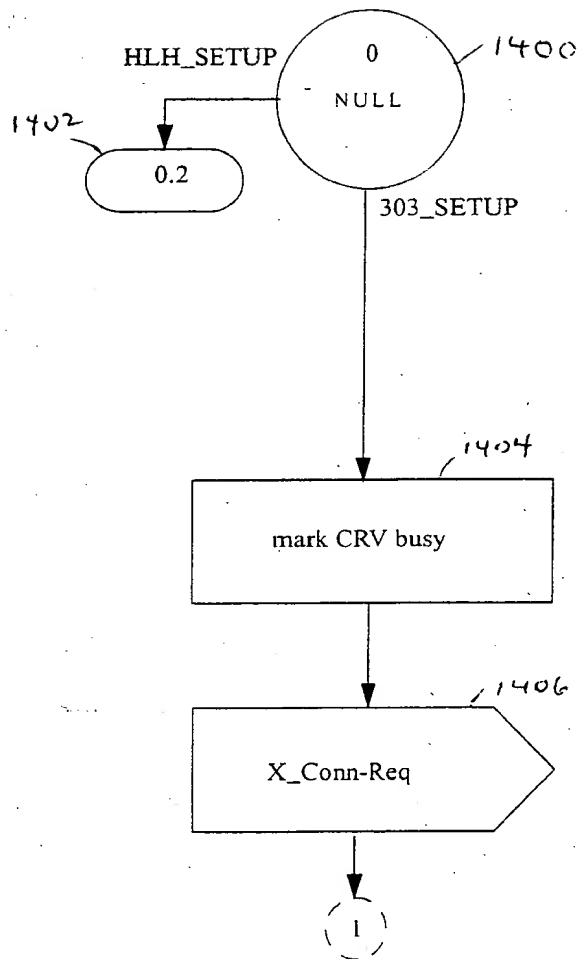 HLH_SETUP
0
NULL
1400
1402
0.2
303_SETUP
1404
mark CRV busy
1406
X_Conn-Req
1